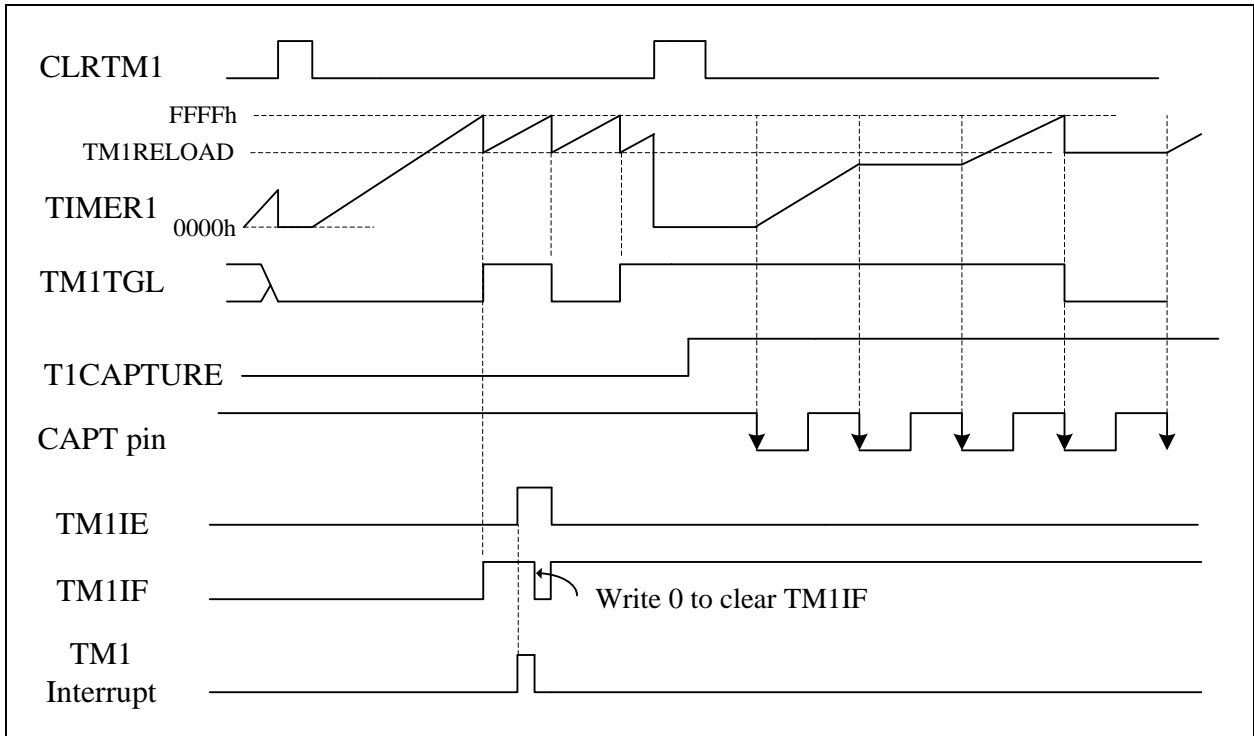 CLRTM1
FFFFh
TM1RELOAD
TIMER1
0000h
TM1TGL
T1CAPTURE
CAPT pin
TM1IE
TM1IF
Write 0 to clear TM1IF
TM1
Interrupt